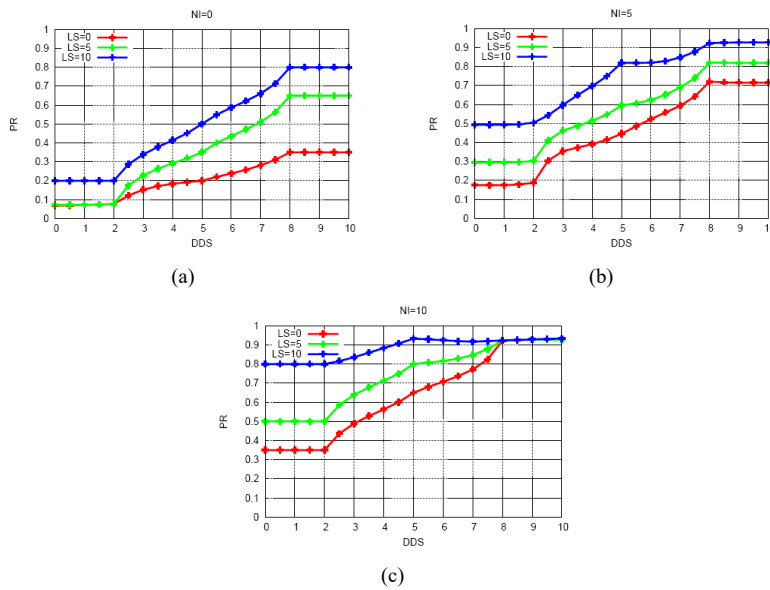 NI=0
LS=0
LS=5
LS=10
1
0.9
0.8
0.7
0.6
0.5
0.4
0.3
0.2
0.1
0
PR
0 1 2 3 4 5 6 7 8 9 10
DDS
(a)
NI=5
LS=0
LS=5
LS=10
1
0.9
0.8
0.7
0.6
0.5
0.4
0.3
0.2
0.1
0
PR
0 1 2 3 4 5 6 7 8 9 1
DDS
(b)
NI=10
LS=0
LS=5
LS=10
1
0.9
0.8
0.7
0.6
0.5
0.4
0.3
0.2
0.1
0
PR
0 1 2 3 4 5 6 7 8 9 10
DDS
(c)